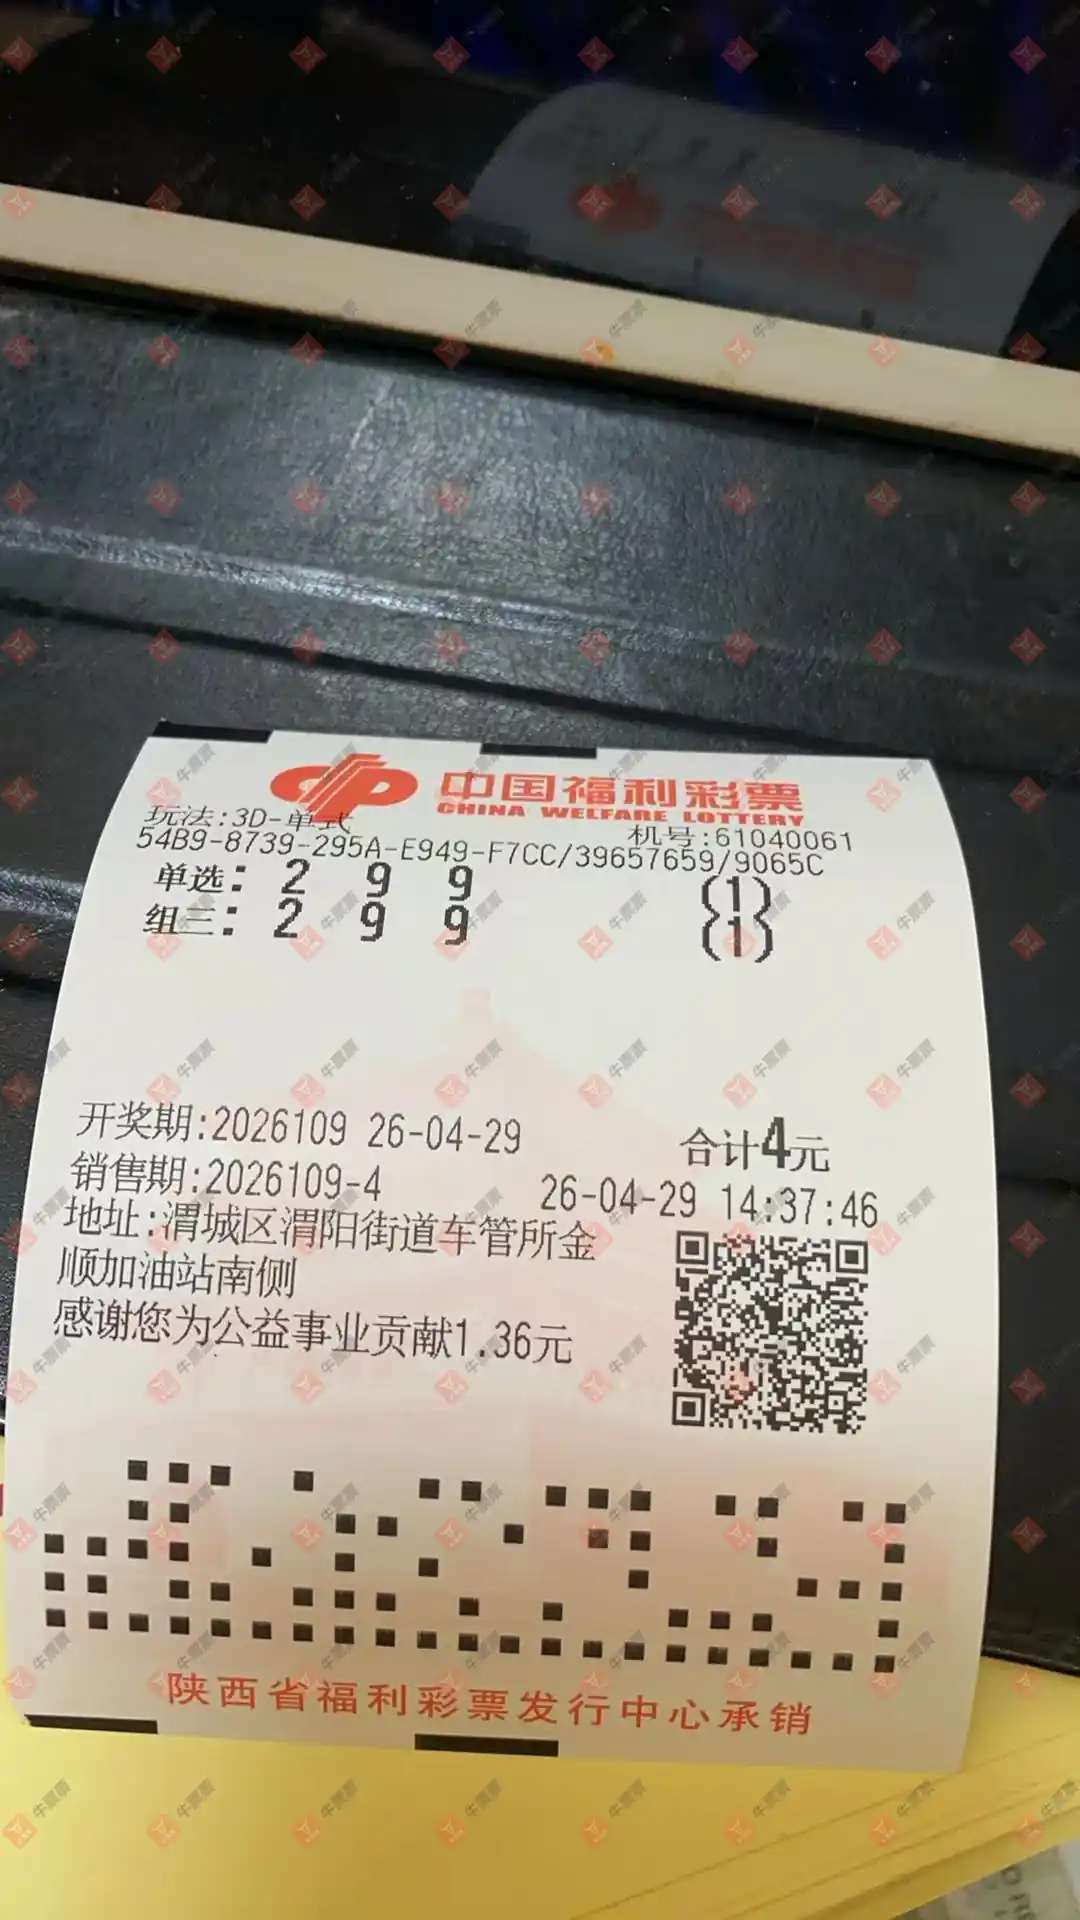 中国福利彩票
CHINA WELFARE LOTTERY
玩法:3D-单式 机号:61040061
54B9-8739-295A-E949-F7CC/39657659/9065C
单选: 2 9 9 (1)
组三: 2 9 9 (1)
开奖期:2026109 26-04-29 合计4元
销售期:2026109-4 26-04-29 14:37:46
地址:渭城区渭阳街道车管所金
顺加油站南侧
感谢您为公益事业贡献1.36元
陕西省福利彩票发行中心承销
牛票票